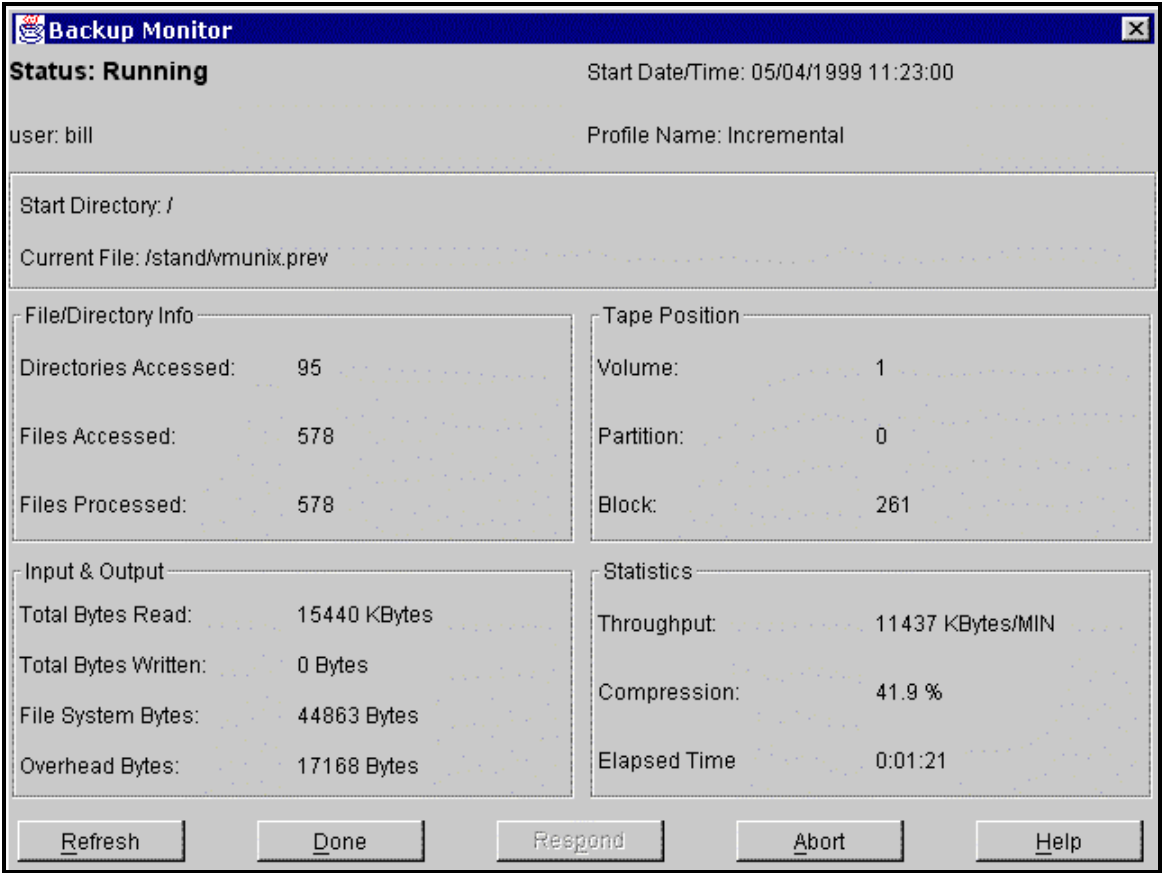 Backup Monitor
Status: Running
Start Date/Time: 05/04/1999 11:23:00
user: bill
Profile Name: Incremental
Start Directory: /
Current File: /stand/vmunix.prev
File/Directory Info
Directories Accessed: 95
Files Accessed: 578
Files Processed: 578
Tape Position
Volume: 1
Partition: 0
Block: 261
Input & Output
Total Bytes Read: 15440 KBytes
Total Bytes Written: 0 Bytes
File System Bytes: 44863 Bytes
Overhead Bytes: 17168 Bytes
Statistics
Throughput: 11437 KBytes/MIN
Compression: 41.9 %
Elapsed Time 0:01:21
Refresh Done Respond Abort Help